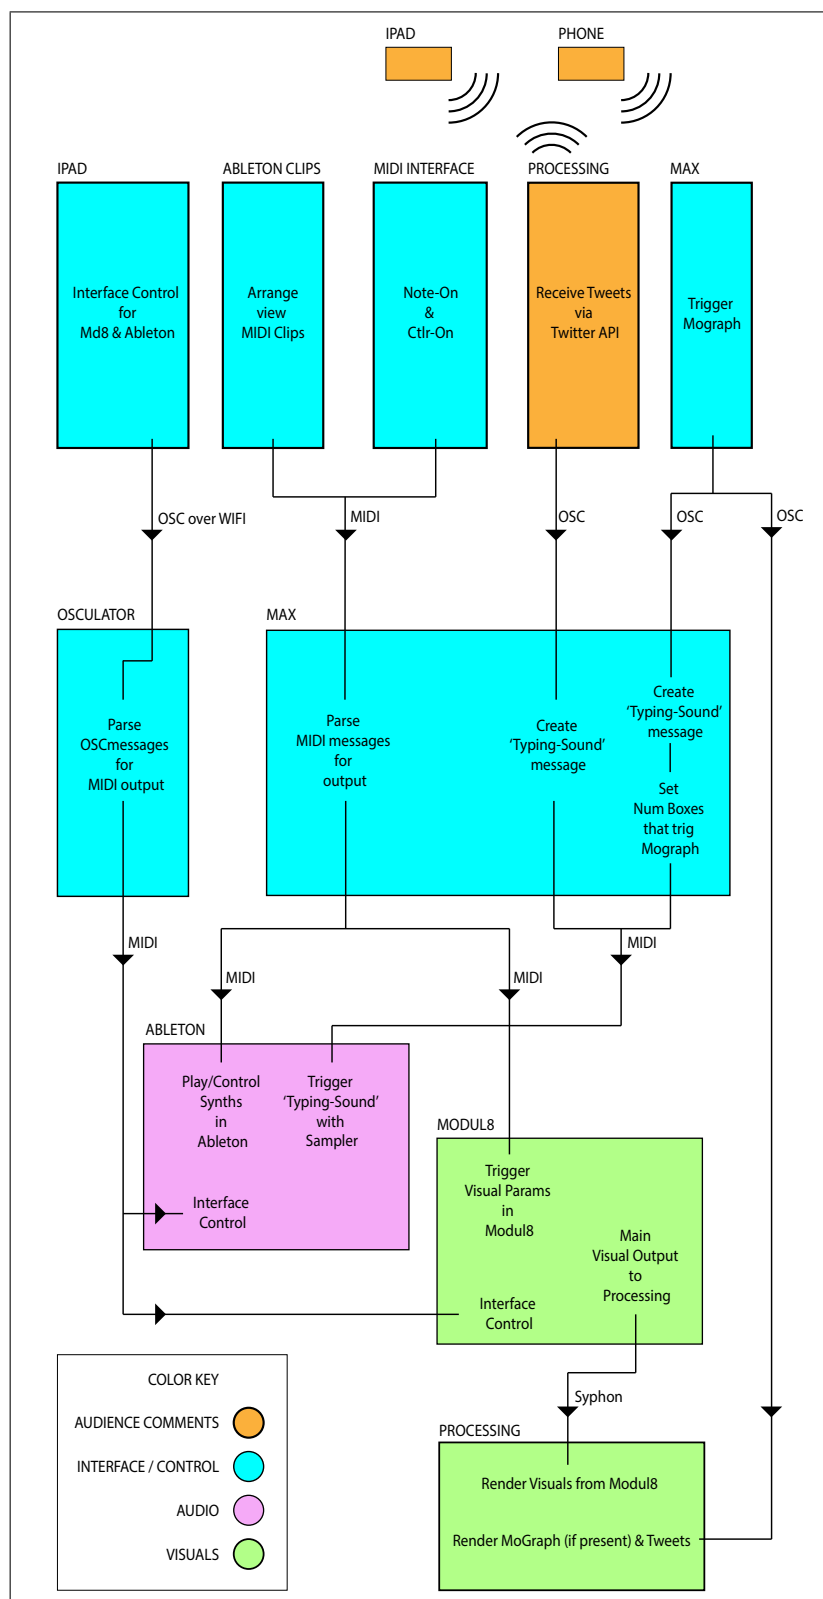 IPAD
PHONE
IPAD
ABLETON CLIPS
MIDI INTERFACE
PROCESSING
MAX
Interface Control
for
Md8 & Ableton
Arrange
view
MIDI Clips
Note-On
&
Ctlr-On
Receive Tweets
via
Twitter API
Trigger
Mograph
OSC over WIFI
MIDI
OSC
OSC
OSC
OSCULATOR
MAX
Parse
OSCmessages
for
MIDI output
Parse
MIDI messages
for
output
Create
'Typing-Sound'
message
Create
'Typing-Sound'
message
Set
Num Boxes
that trig
Mograph
MIDI
MIDI
MIDI
MIDI
ABLETON
Play/Control
Synths
in
Ableton
Trigger
'Typing-Sound'
with
Sampler
Interface
Control
MODUL8
Trigger
Visual Params
in
Modul8
Main
Visual Output
to
Processing
Interface
Control
Syphon
PROCESSING
Render Visuals from Modul8
Render MoGraph (if present) & Tweets
COLOR KEY
AUDIENCE COMMENTS
INTERFACE / CONTROL
AUDIO
VISUALS